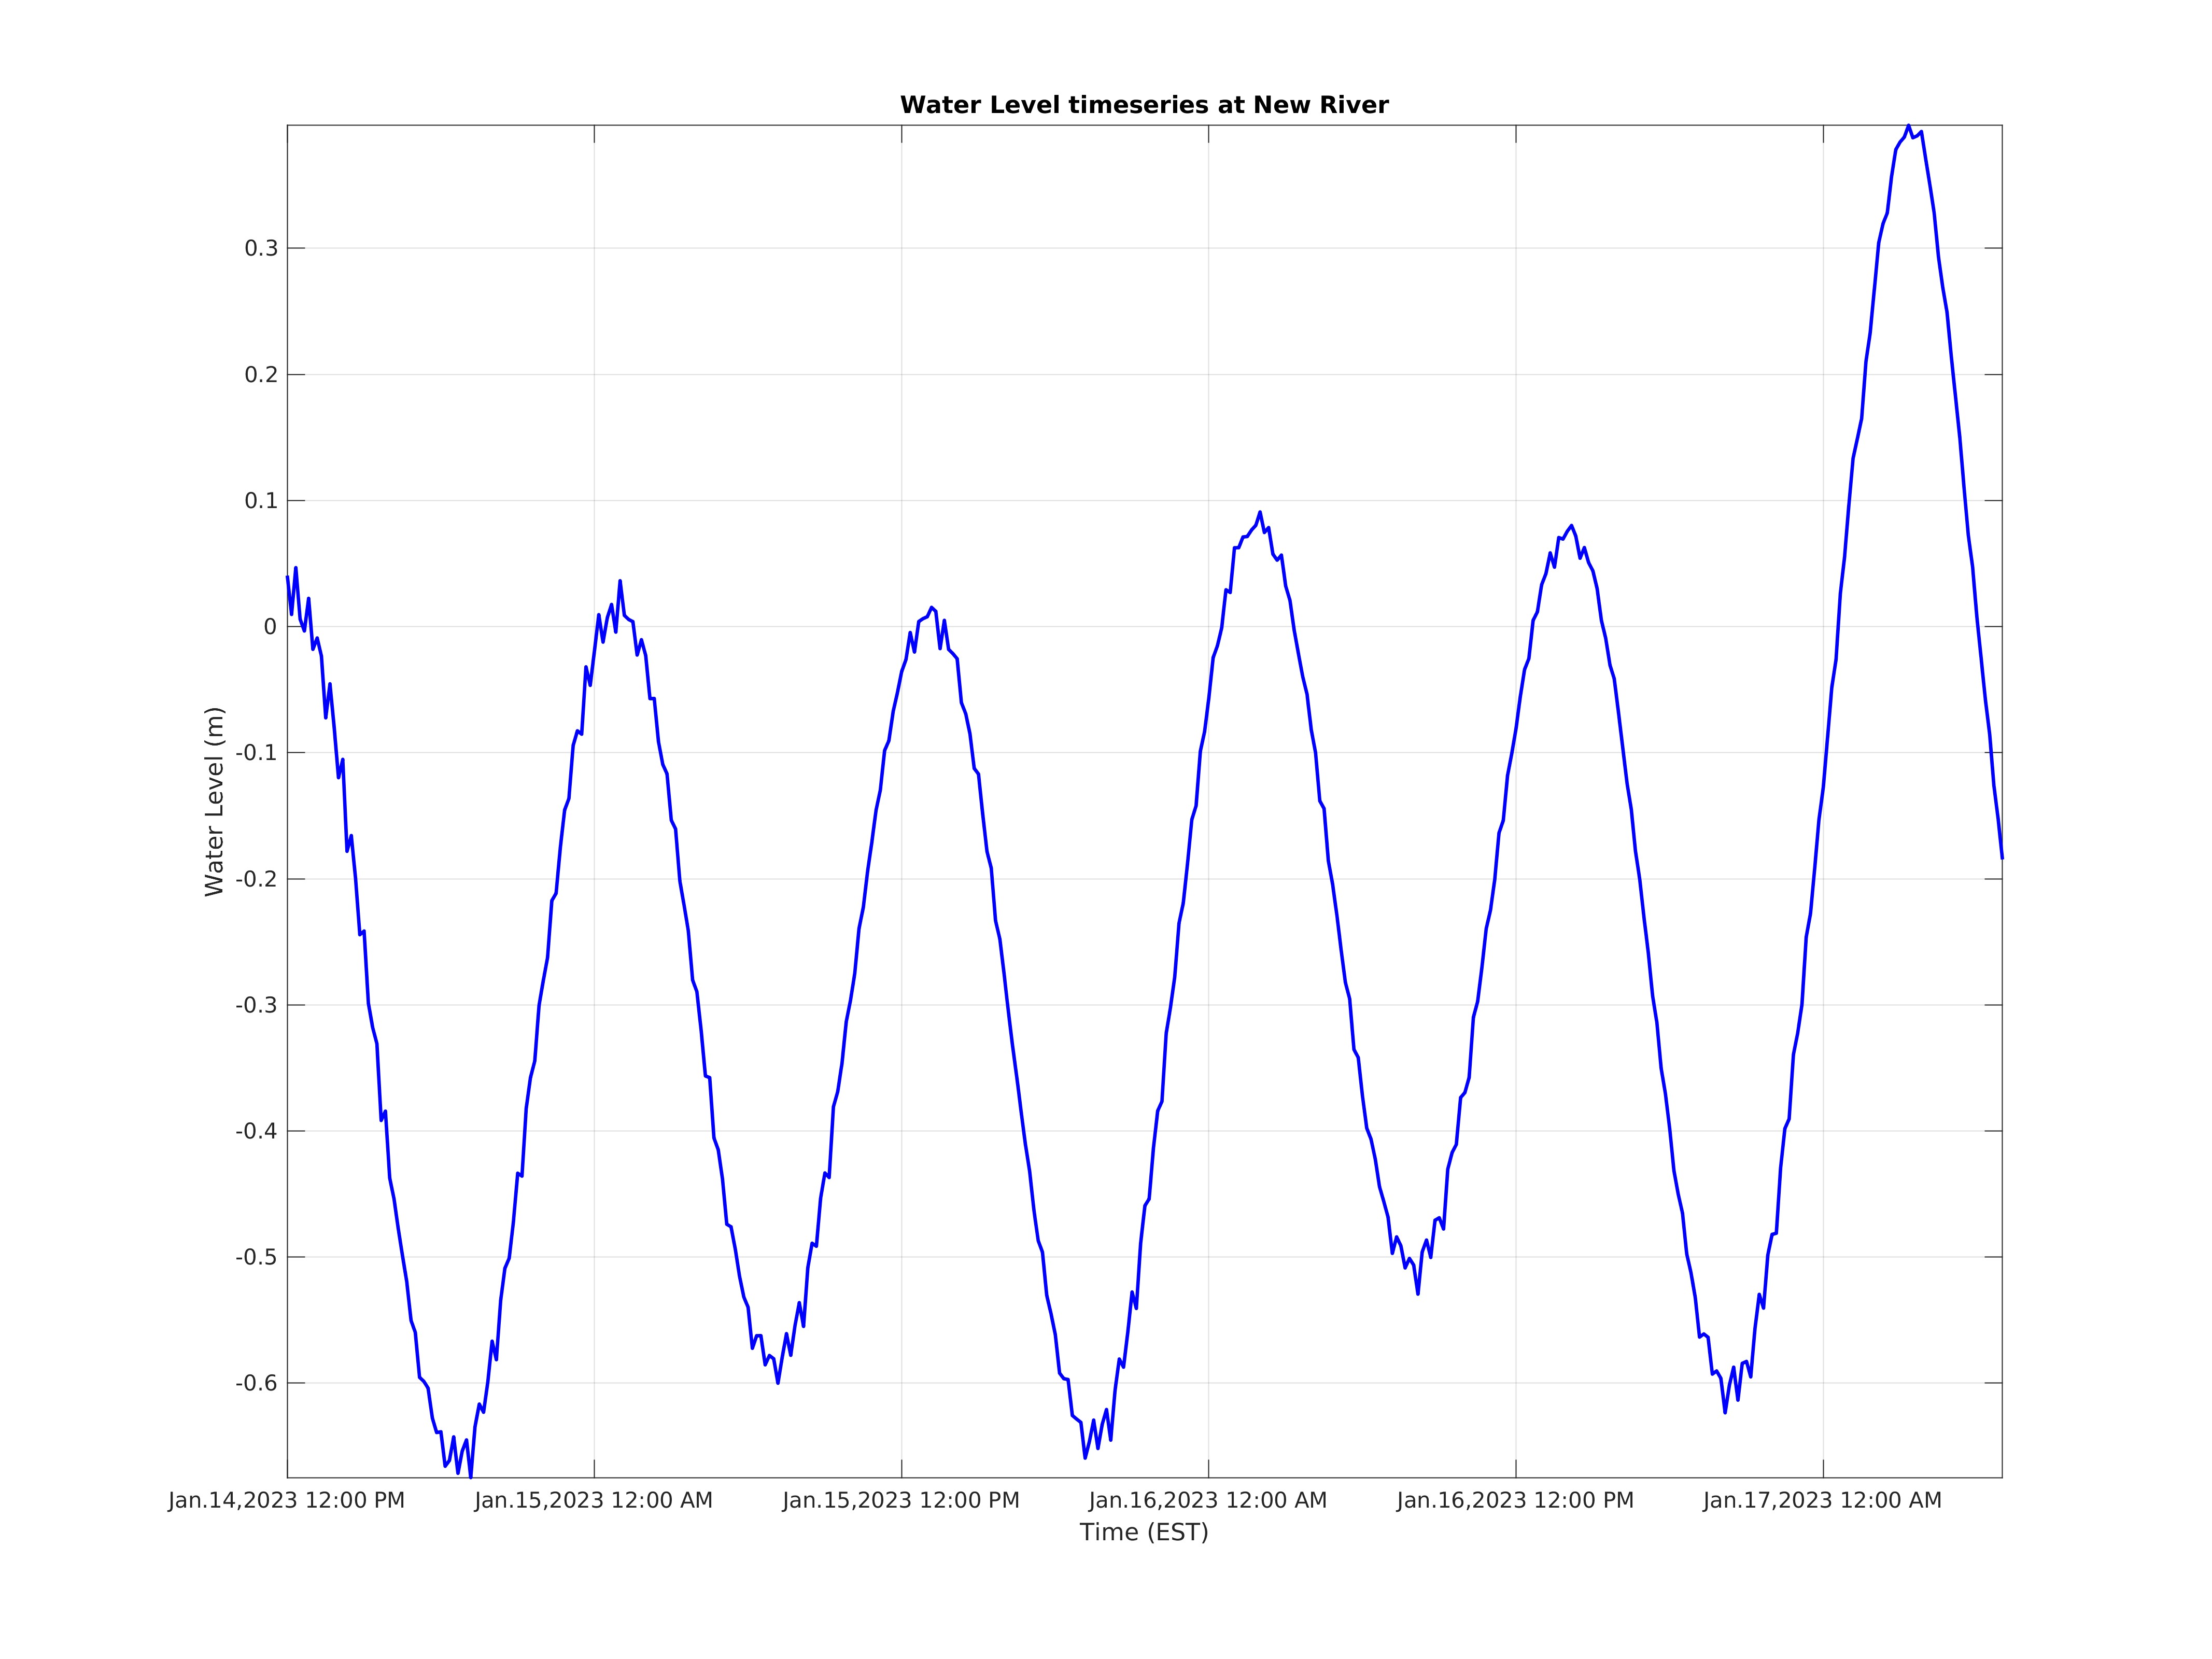 Water Level timeseries at New River
0.3
0.2
0.1
0
-0.1
-0.2
-0.3
-0.4
-0.5
-0.6
Water Level (m)
Jan.14,2023 12:00 PM
Jan.15,2023 12:00 AM
Jan.15,2023 12:00 PM
Jan.16,2023 12:00 AM
Jan.16,2023 12:00 PM
Jan.17,2023 12:00 AM
Time (EST)